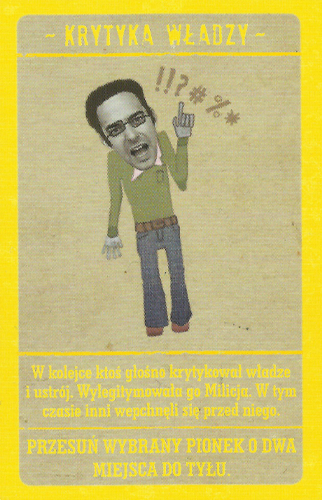 - KRYTYKA WŁADZY -
!!?#%*
W kolejce ktoś głośno krytykował władze
i ustrój. Wylegitymowała go Milicja. W tym
czasie inni wepchnęli się przed niego.
PRZESUŃ WYBRANY PIONEK O DWA
MIEJSCA DO TYŁU.